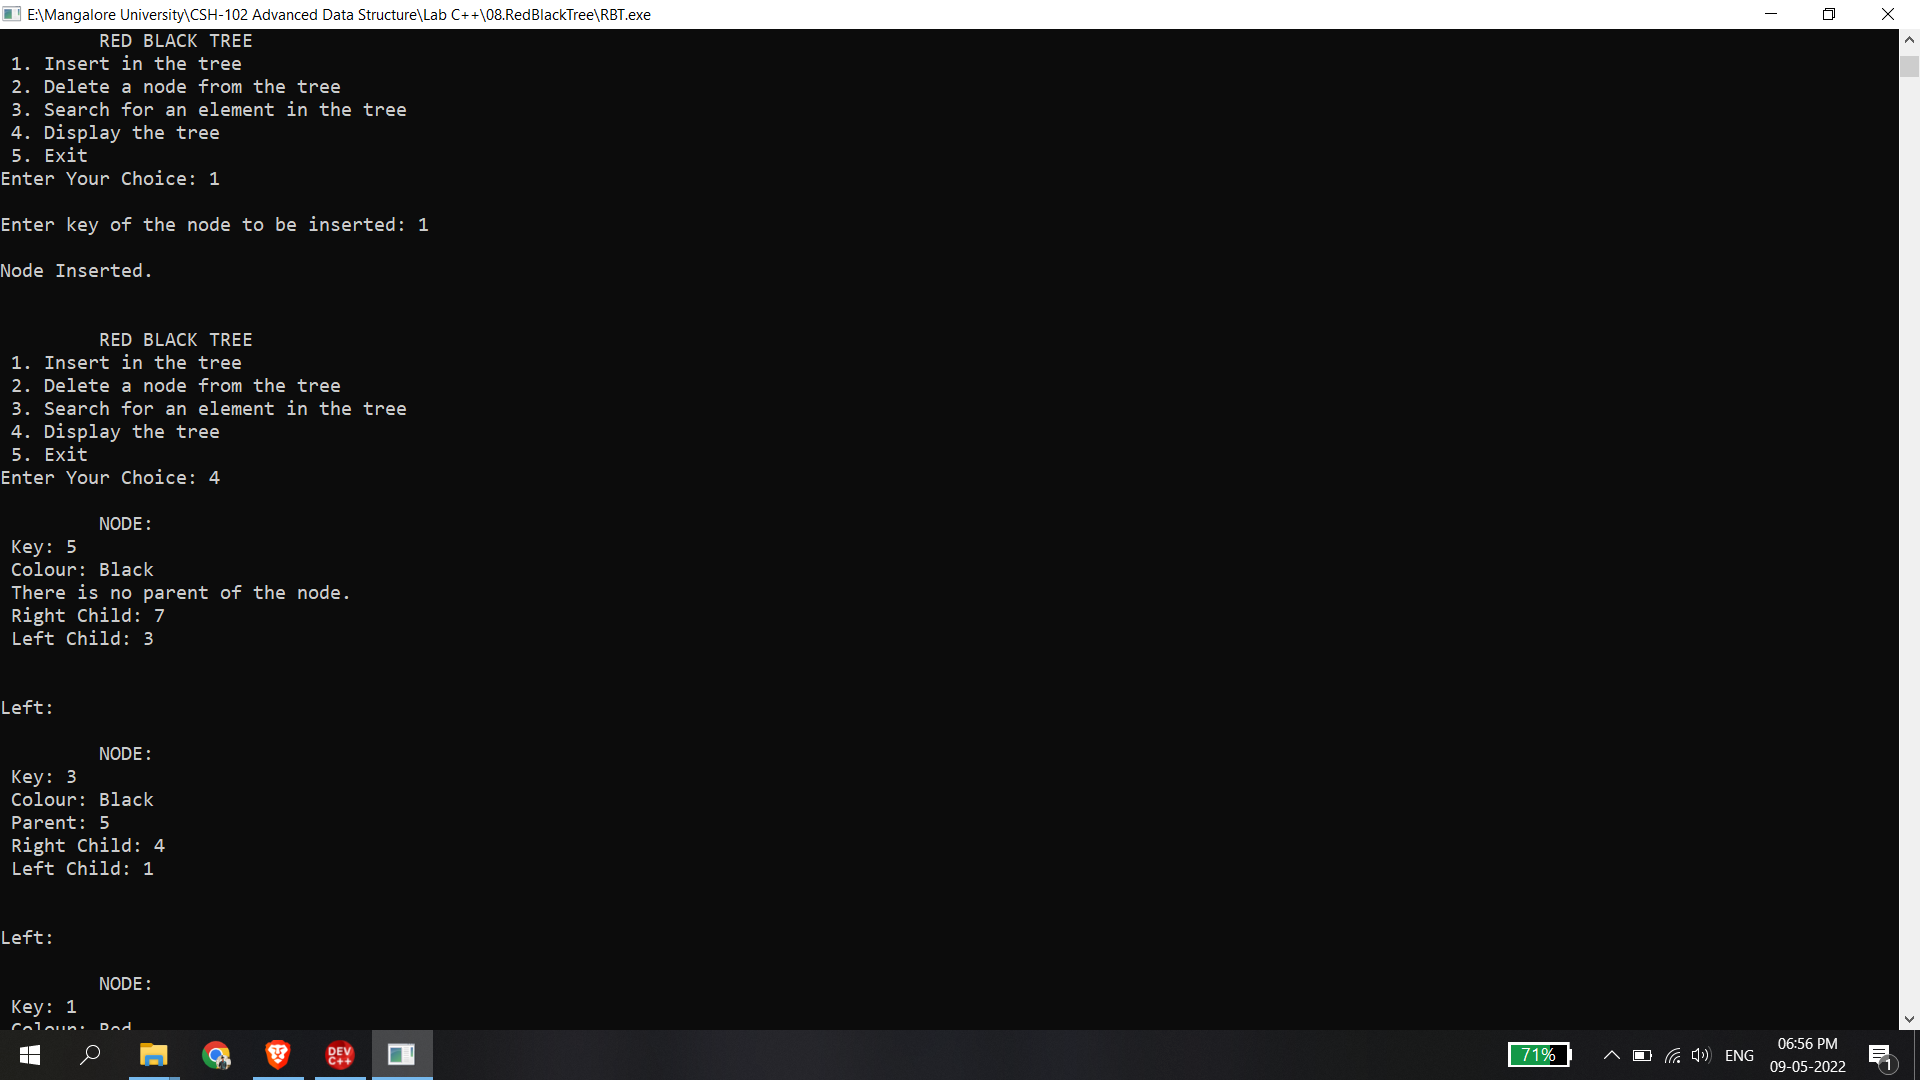 E:\Mangalore University\CSH-102 Advanced Data Structure\Lab C++\08.RedBlackTree\RBT.exe
RED BLACK TREE
1. Insert in the tree
2. Delete a node from the tree
3. Search for an element in the tree
4. Display the tree
5. Exit
Enter Your Choice: 1
Enter key of the node to be inserted: 1
Node Inserted.
RED BLACK TREE
1. Insert in the tree
2. Delete a node from the tree
3. Search for an element in the tree
4. Display the tree
5. Exit
Enter Your Choice: 4
NODE:
Key: 5
Colour: Black
There is no parent of the node.
Right Child: 7
Left Child: 3
Left:
NODE:
Key: 3
Colour: Black
Parent: 5
Right Child: 4
Left Child: 1
Left:
NODE:
Key: 1
Colour: Red
DEV C++
71%
ENG
06:56 PM
09-05-2022
1